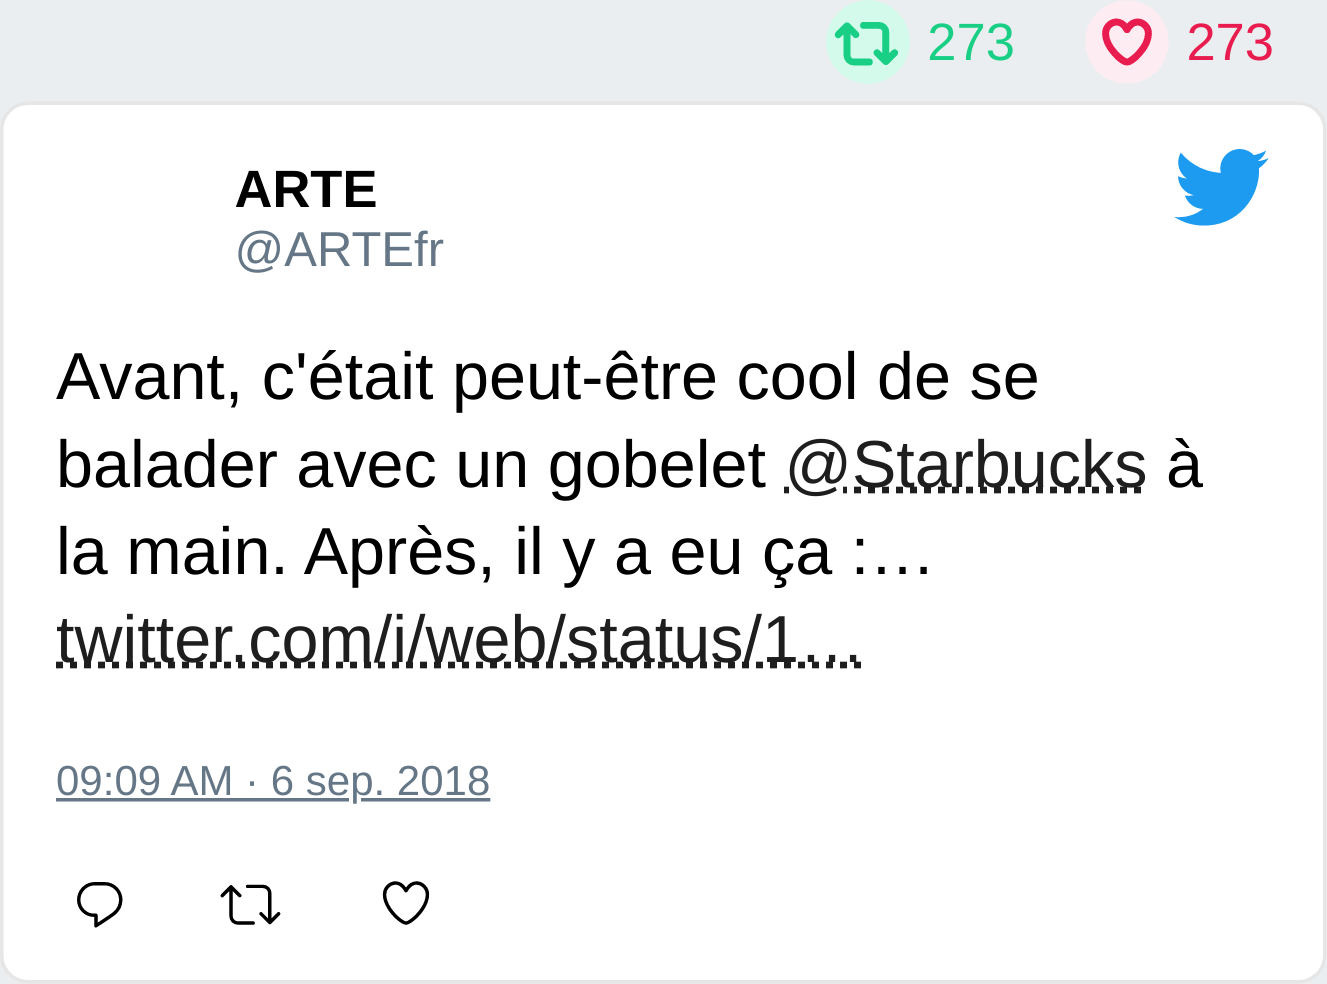 273 273
ARTE
@ARTEfr
Avant, c'était peut-être cool de se
balader avec un gobelet @Starbucks à
la main. Après, il y a eu ça :…
twitter.com/i/web/status/1…
09:09 AM · 6 sep. 2018